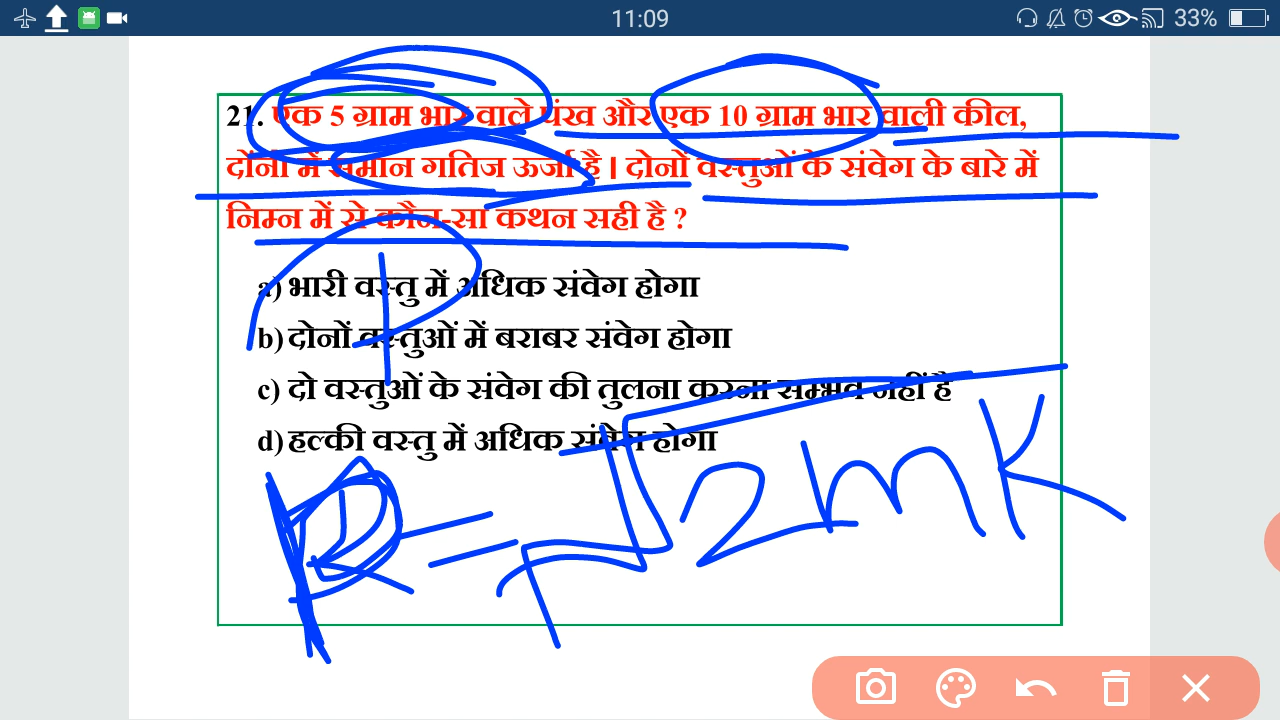 11:09
33%
21. एक 5 ग्राम भार वाले पंख और एक 10 ग्राम भार वाली कील,
दोनों में समान गतिज ऊर्जा है। दोनों वस्तुओं के संवेग के बारे में
निम्न में से कौन-सा कथन सही है ?
a) भारी वस्तु में अधिक संवेग होगा
b) दोनों वस्तुओं में बराबर संवेग होगा
c) दो वस्तुओं के संवेग की तुलना करना सम्भव नहीं है
d) हल्की वस्तु में अधिक संवेग होगा
P
P = √2mK